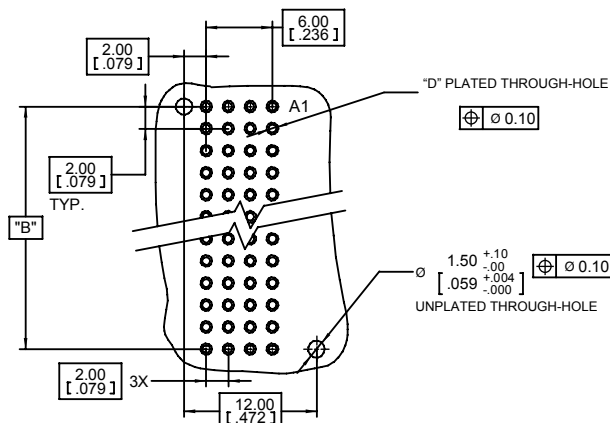 6.00
[ .236 ]
2.00
[ .079 ]
"D" PLATED THROUGH-HOLE
A1
⌖ Ø 0.10
2.00
[ .079 ]
TYP.
"B"
Ø 1.50 +.10 -.00
[ .059 +.004 -.000 ]
⌖ Ø 0.10
UNPLATED THROUGH-HOLE
2.00
[ .079 ]
3X
12.00
[ .472 ]